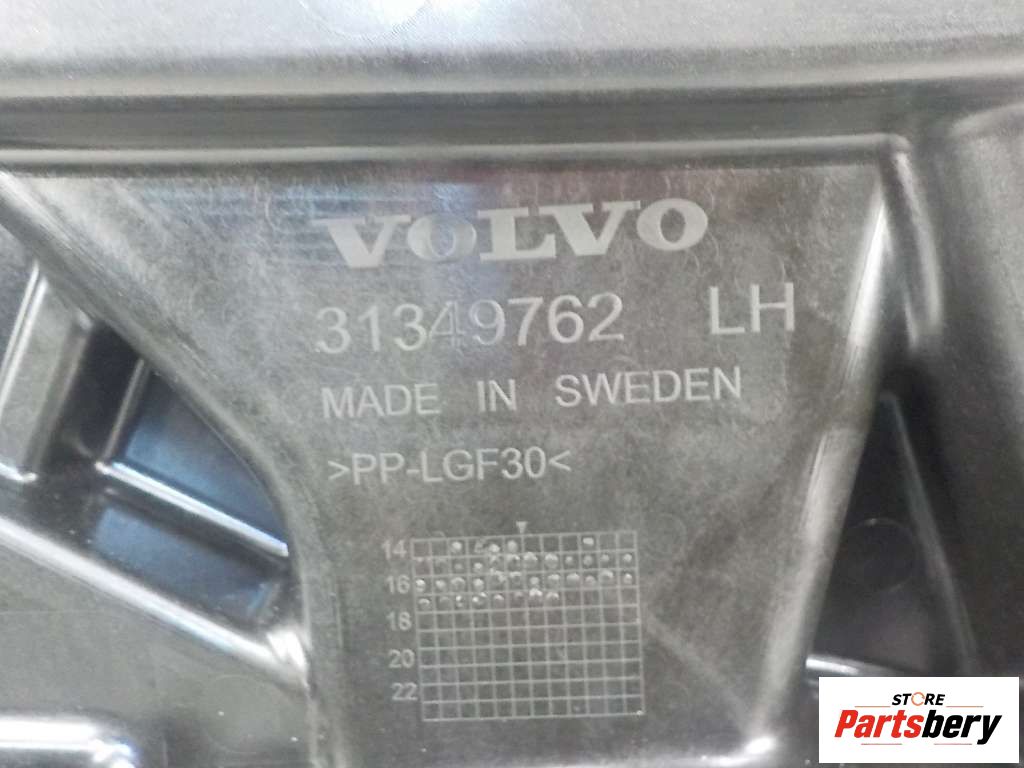 VOLVO
31349762 LH
MADE IN SWEDEN
>PP-LGF30<
14
16
18
20
22
STORE
Partsbery